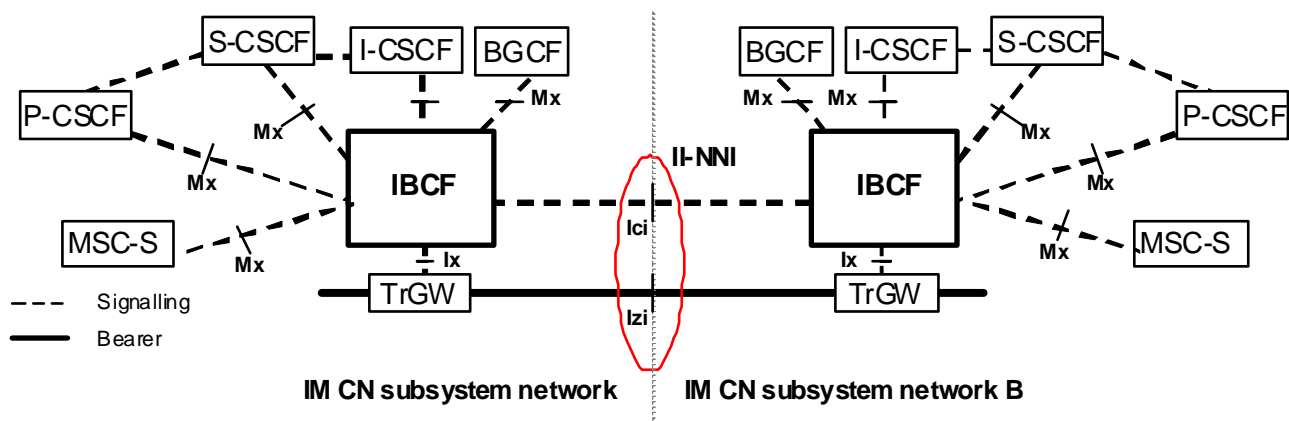 S-CSCF
I-CSCF
BGCF
BGCF
I-CSCF
S-CSCF
P-CSCF
Mx
Mx
Mx
Mx
P-CSCF
Mx
II-NNI
Mx
IBCF
IBCF
Mx
MSC-S
Mx
Ici
Mx
MSC-S
Ix
Ix
TrGW
TrGW
Signalling
Izi
Bearer
IM CN subsystem network
IM CN subsystem network B